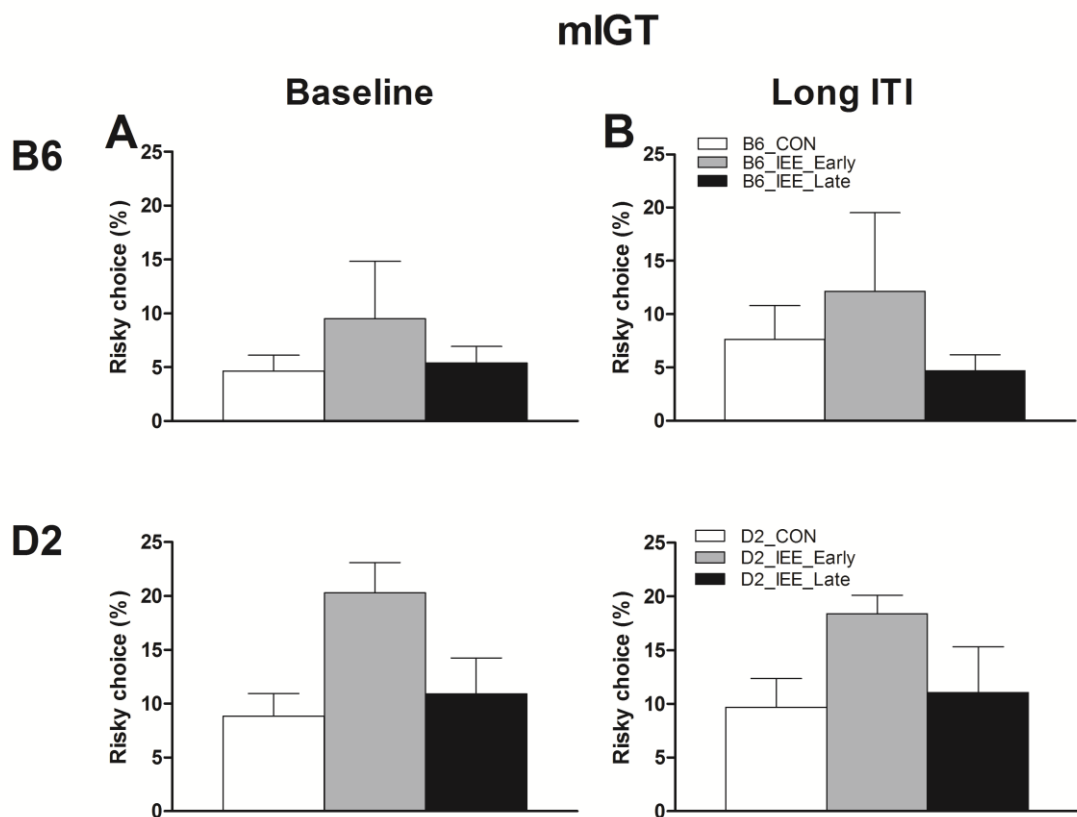 mIGT
Baseline
Long ITI
B6
A
B
Risky choice (%)
25
20
15
10
5
0
Risky choice (%)
25
20
15
10
5
0
B6_CON
B6_IEE_Early
B6_IEE_Late
D2
Risky choice (%)
25
20
15
10
5
0
Risky choice (%)
25
20
15
10
5
0
D2_CON
D2_IEE_Early
D2_IEE_Late